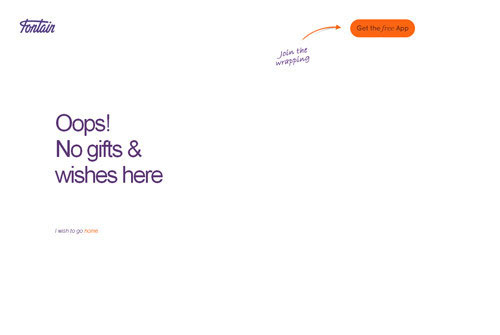 Fontain
Get the free App
Join the
wrapping
Oops!
No gifts &
wishes here
I wish to go home